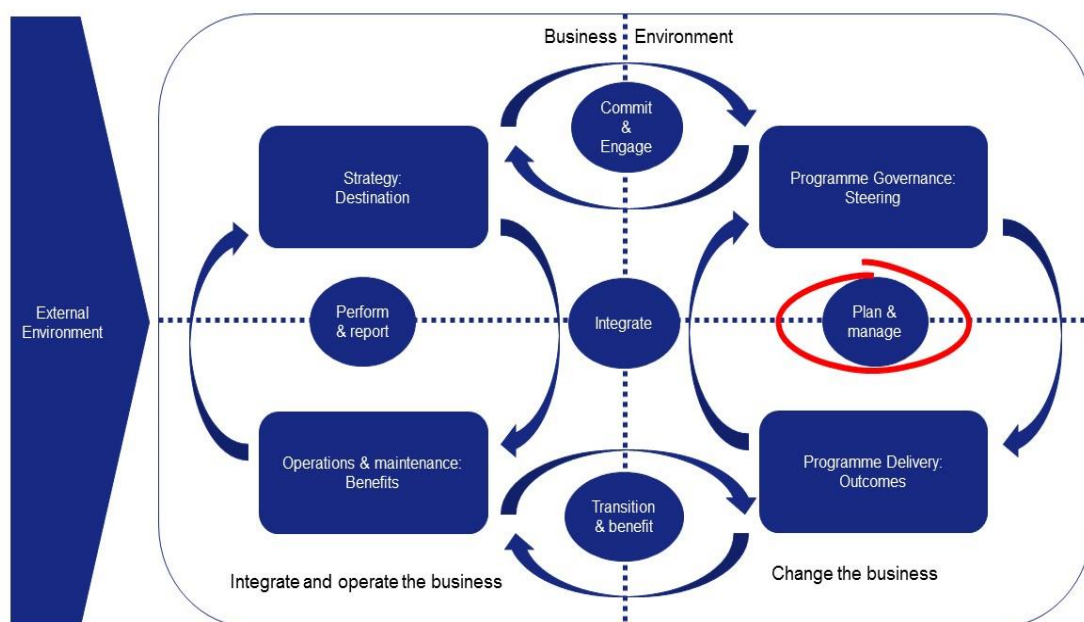 Business Environment
Commit
&
Engage
Strategy:
Destination
Programme Governance:
Steering
External
Environment
Perform
& report
Integrate
Plan &
manage
Operations & maintenance:
Benefits
Transition
& benefit
Programme Delivery:
Outcomes
Integrate and operate the business
Change the business